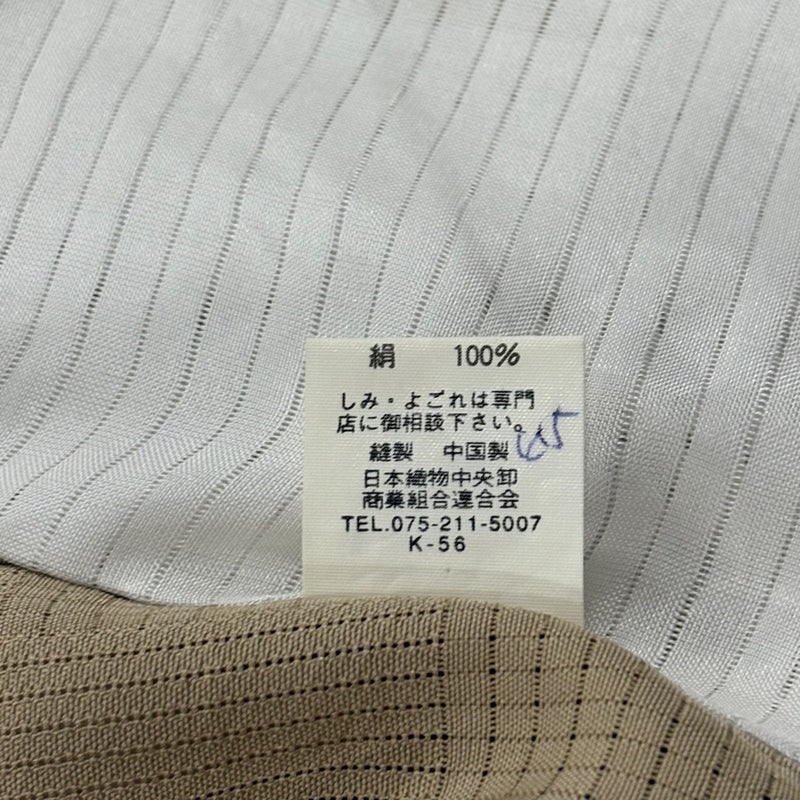 絹 100%
しみ・よごれは専門
店に御相談下さい。
縫製 中国製
日本織物中央卸
商業組合連合会
TEL.075-211-5007
K-56